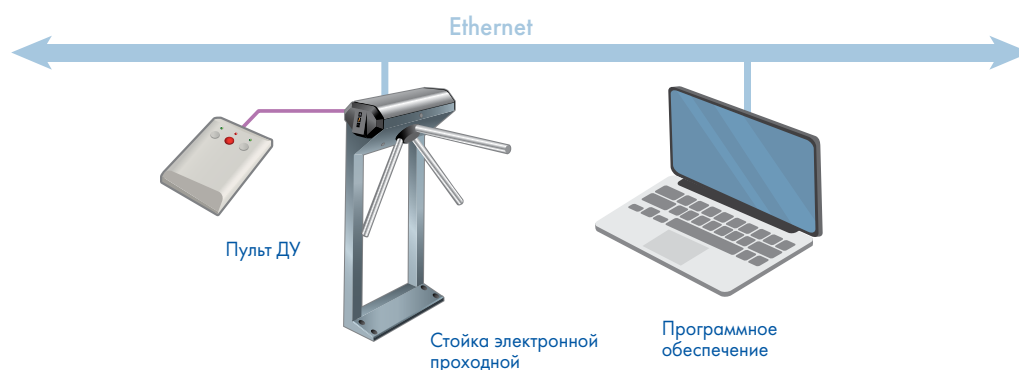 Ethernet
Пульт ДУ
Стойка электронной
проходной
Программное
обеспечение